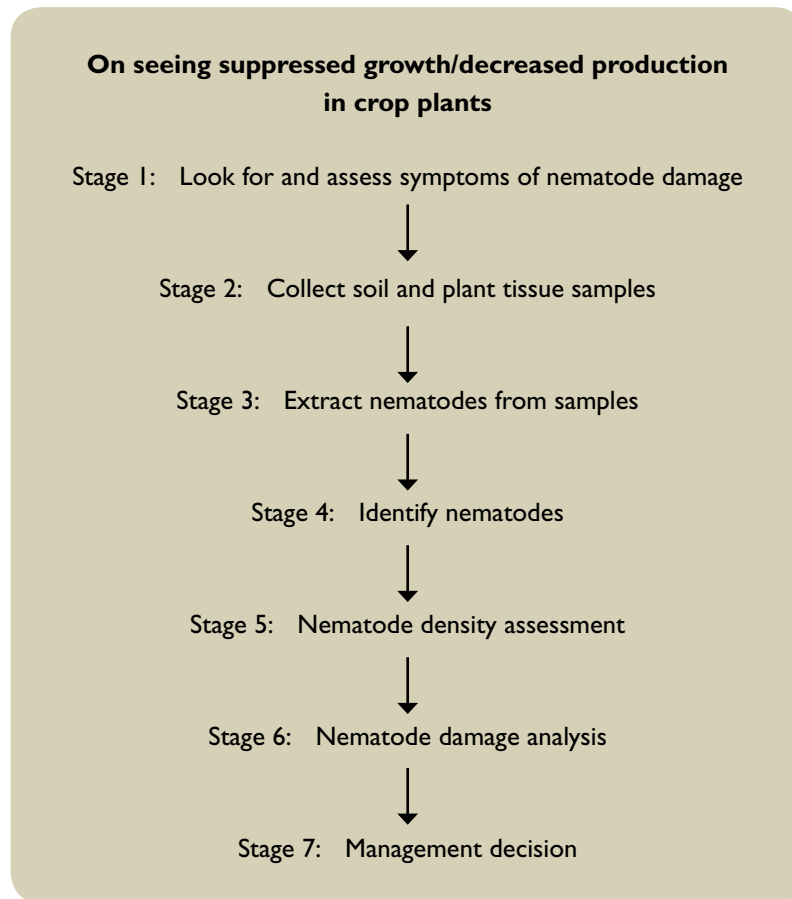 On seeing suppressed growth/decreased production
in crop plants
Stage 1: Look for and assess symptoms of nematode damage
Stage 2: Collect soil and plant tissue samples
Stage 3: Extract nematodes from samples
Stage 4: Identify nematodes
Stage 5: Nematode density assessment
Stage 6: Nematode damage analysis
Stage 7: Management decision